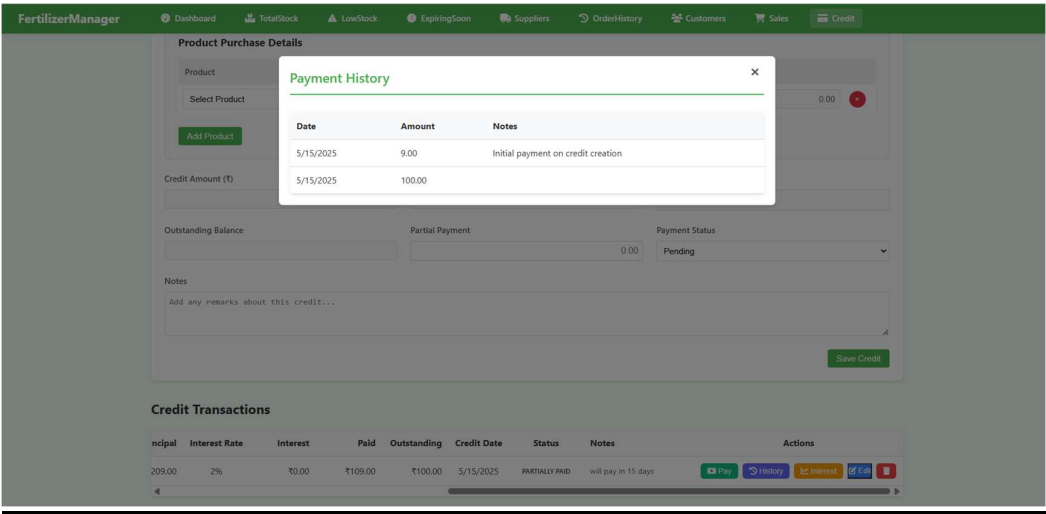 FertilizerManager Dashboard TotalStock LowStock ExpiringSoon Suppliers OrderHistory Customers Sales Credit
Product Purchase Details
Payment History ×
Product
Select Product 0.00
Date Amount Notes
Add Product
5/15/2025 9.00 Initial payment on credit creation
5/15/2025 100.00
Credit Amount (₹)
Outstanding Balance Partial Payment Payment Status
0.00 Pending
Notes
Add any remarks about this credit...
Save Credit
Credit Transactions
ncipal Interest Rate Interest Paid Outstanding Credit Date Status Notes Actions
209.00 2% ₹0.00 ₹109.00 ₹100.00 5/15/2025 PARTIALLY PAID will pay in 15 days Pay History Interest Edit